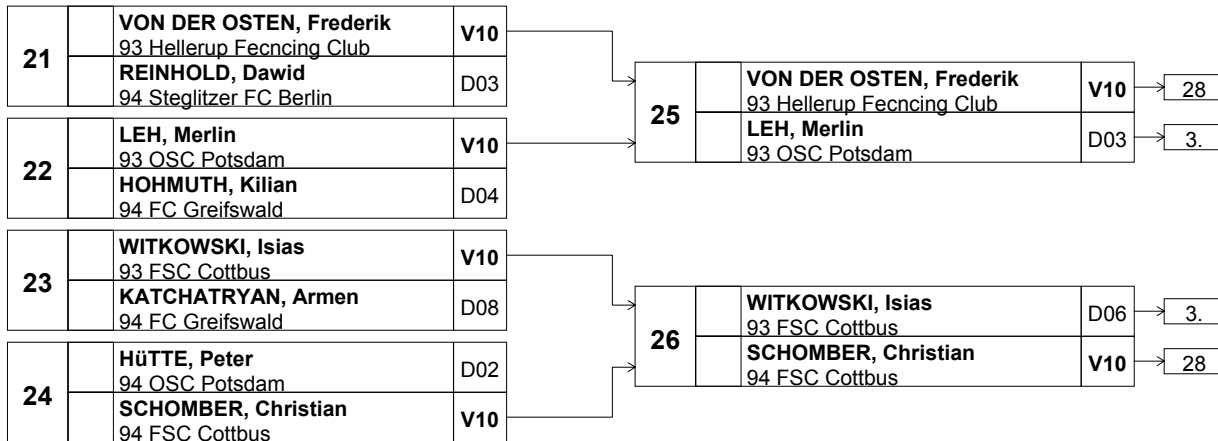 21
VON DER OSTEN, Frederik
93 Hellerup Fecncing Club
V10
REINHOLD, Dawid
94 Steglitzer FC Berlin
D03
22
LEH, Merlin
93 OSC Potsdam
V10
HOHMUTH, Kilian
94 FC Greifswald
D04
23
WITKOWSKI, Isias
93 FSC Cottbus
V10
KATCHATRYAN, Armen
94 FC Greifswald
D08
24
HüTTE, Peter
94 OSC Potsdam
D02
SCHOMBER, Christian
94 FSC Cottbus
V10
25
VON DER OSTEN, Frederik
93 Hellerup Fecncing Club
V10
28
LEH, Merlin
93 OSC Potsdam
D03
3.
26
WITKOWSKI, Isias
93 FSC Cottbus
D06
3.
SCHOMBER, Christian
94 FSC Cottbus
V10
28